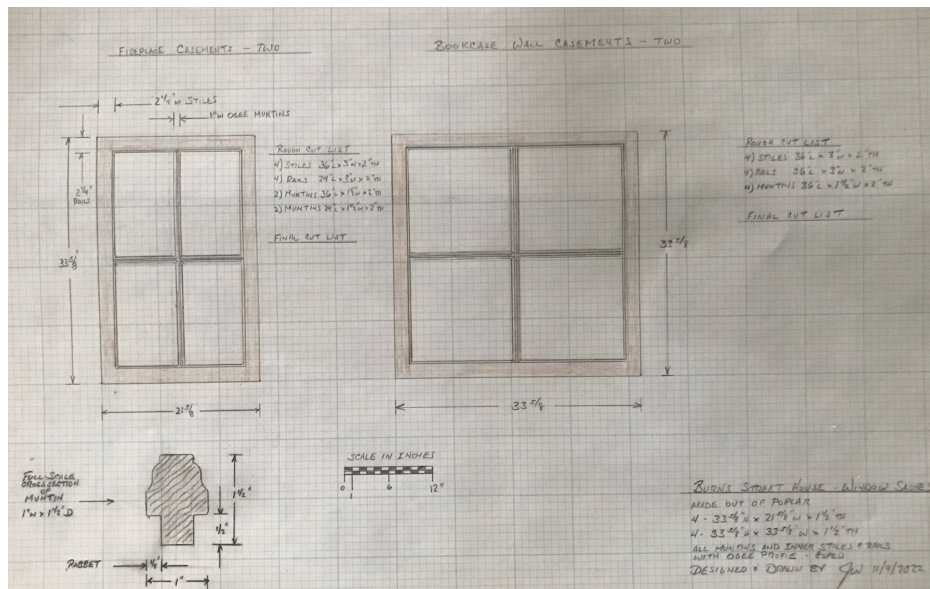 FIREPLACE CASEMENTS - TWO
BOOKCASE WALL CASEMENTS - TWO
2 1/4" W STILES
1" W OGEE MUNTINS
2 1/4"
RAILS
33 5/8
21 5/8
ROUGH CUT LIST
4) STILES 36"L x 3"W x 2"TH
4) RAILS 24"L x 3"W x 2"TH
2) MUNTINS 36"L x 1 1/2"W x 2"TH
2) MUNTINS 24"L x 1 1/2"W x 2"TH
FINAL CUT LIST
33 5/8
33 5/8
ROUGH CUT LIST
4) STILES 36"L x 3"W x 2"TH
4) RAILS 36"L x 3"W x 2"TH
4) MUNTINS 36"L x 1 1/2"W x 2"TH
FINAL CUT LIST
FULL-SCALE
CROSS SECTION
OF
MUNTIN
1"W x 1 1/2"D
RABBET
1/4"
1"
1 1/2"
1/2"
SCALE IN INCHES
0 1 6 12"
BURNS STREET HOUSE - WINDOW SASHES
MADE OUT OF POPLAR
4 - 33 5/8"H x 21 5/8"W x 1 1/2"TH
4 - 33 5/8"H x 33 5/8"W x 1 1/2"TH
ALL MUNTINS AND INNER STILES & RAILS
WITH OGEE PROFILE - COPED
DESIGNED & DRAWN BY JW 11/9/2022